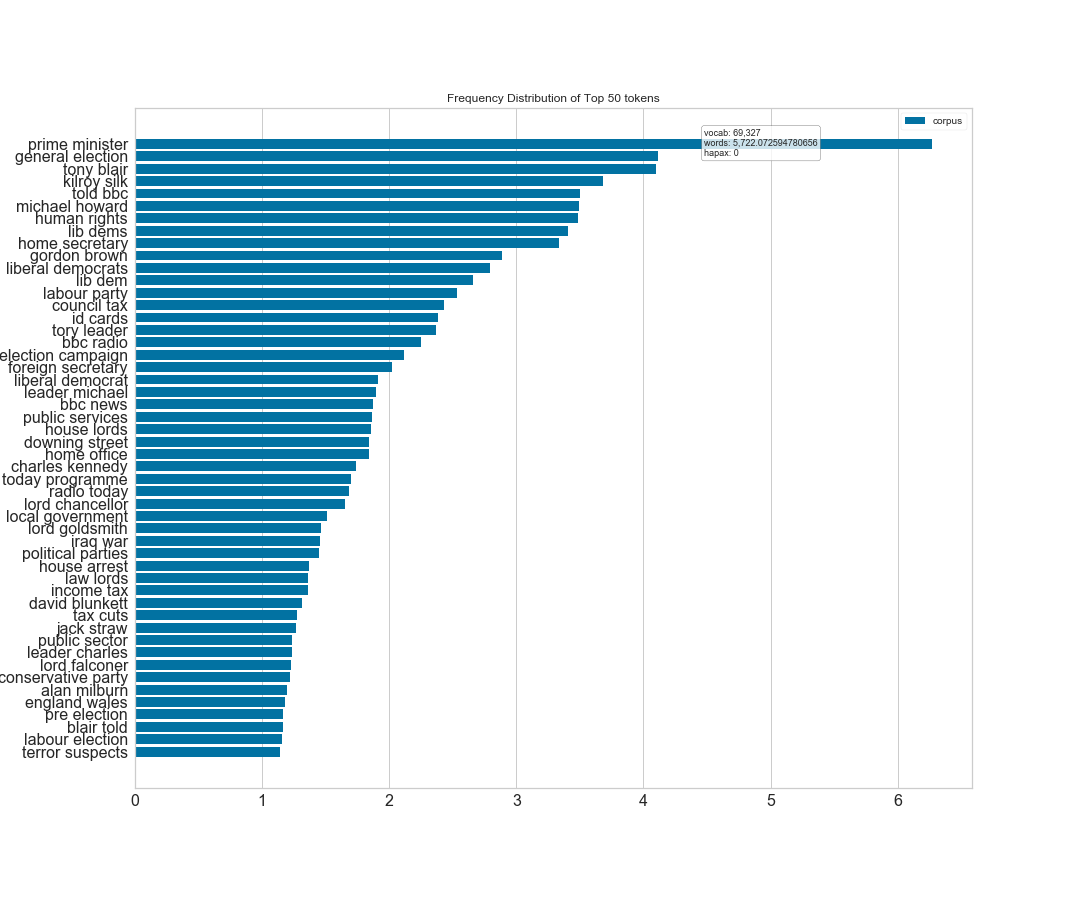 Frequency Distribution of Top 50 tokens
corpus
vocab: 69,327
words: 5,722.072594780656
hapax: 0
prime minister
general election
tony blair
kilroy silk
told bbc
michael howard
human rights
lib dems
home secretary
gordon brown
liberal democrats
lib dem
labour party
council tax
id cards
tory leader
bbc radio
election campaign
foreign secretary
liberal democrat
leader michael
bbc news
public services
house lords
downing street
home office
charles kennedy
today programme
radio today
lord chancellor
local government
lord goldsmith
iraq war
political parties
house arrest
law lords
income tax
david blunkett
tax cuts
jack straw
public sector
leader charles
lord falconer
conservative party
alan milburn
england wales
pre election
blair told
labour election
terror suspects
0 1 2 3 4 5 6